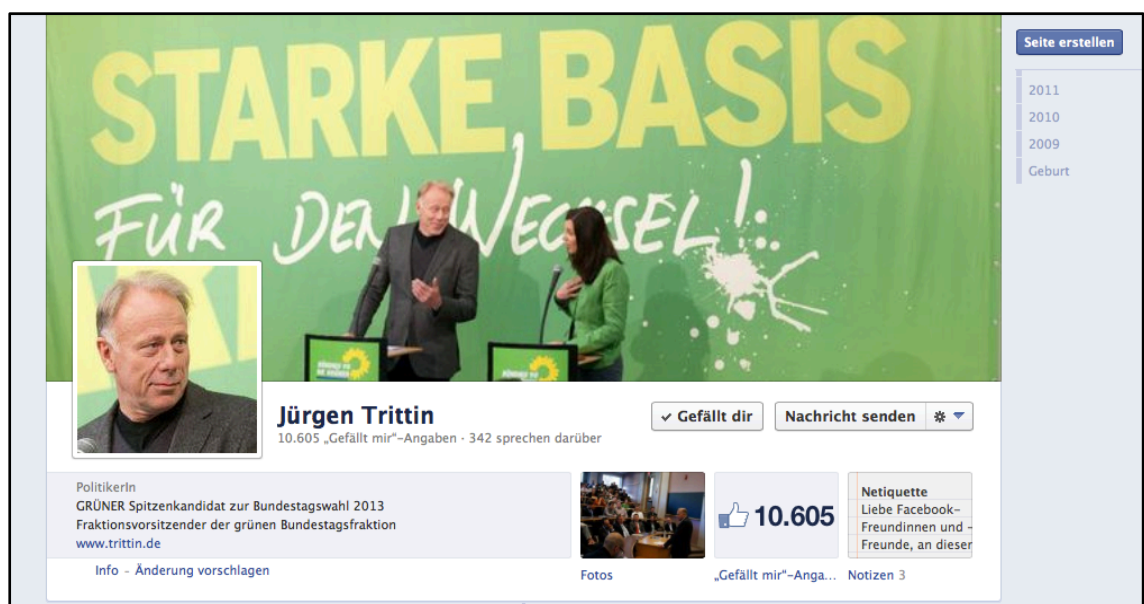 STARKE BASIS
FÜR DEN WECHSEL!
Seite erstellen
2011
2010
2009
Geburt
Jürgen Trittin
10.605 „Gefällt mir“-Angaben · 342 sprechen darüber
✓ Gefällt dir
Nachricht senden
PolitikerIn
GRÜNER Spitzenkandidat zur Bundestagswahl 2013
Fraktionsvorsitzender der grünen Bundestagsfraktion
www.trittin.de
Info - Änderung vorschlagen
Fotos
10.605
„Gefällt mir“-Anga...
Netiquette
Liebe Facebook-
Freundinnen und -
Freunde, an dieser
Notizen 3